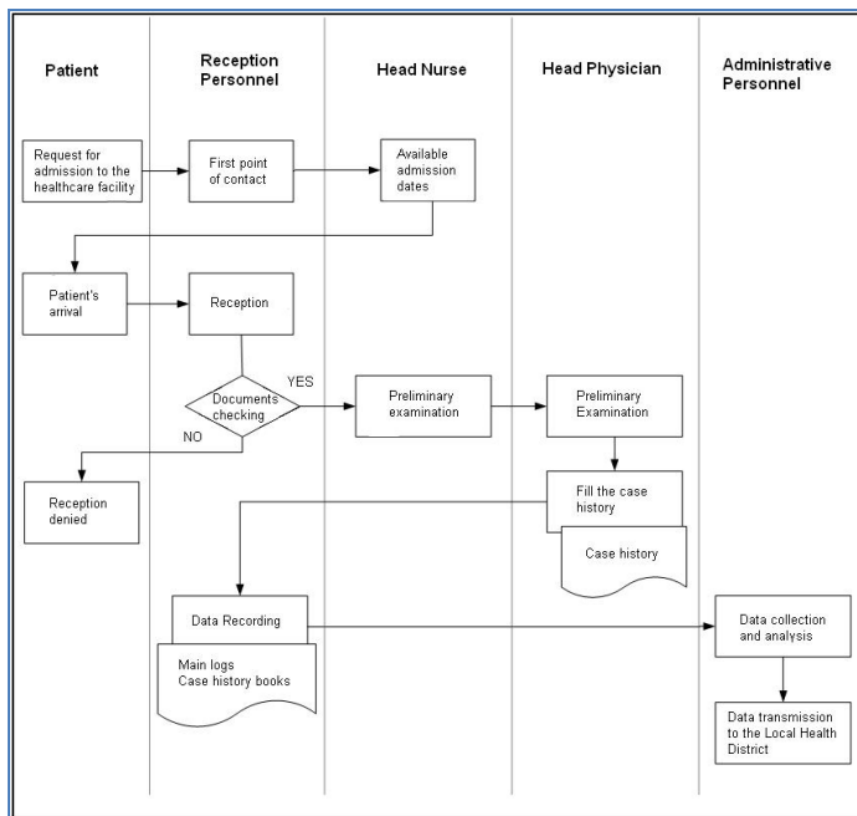 Patient
Reception
Personnel
Head Nurse
Head Physician
Administrative
Personnel
Request for
admission to the
healthcare facility
First point
of contact
Available
admission
dates
Patient's
arrival
Reception
Documents
checking
YES
NO
Preliminary
examination
Preliminary
Examination
Reception
denied
Fill the case
history
Case history
Data Recording
Main logs
Case history books
Data collection
and analysis
Data transmission
to the Local Health
District